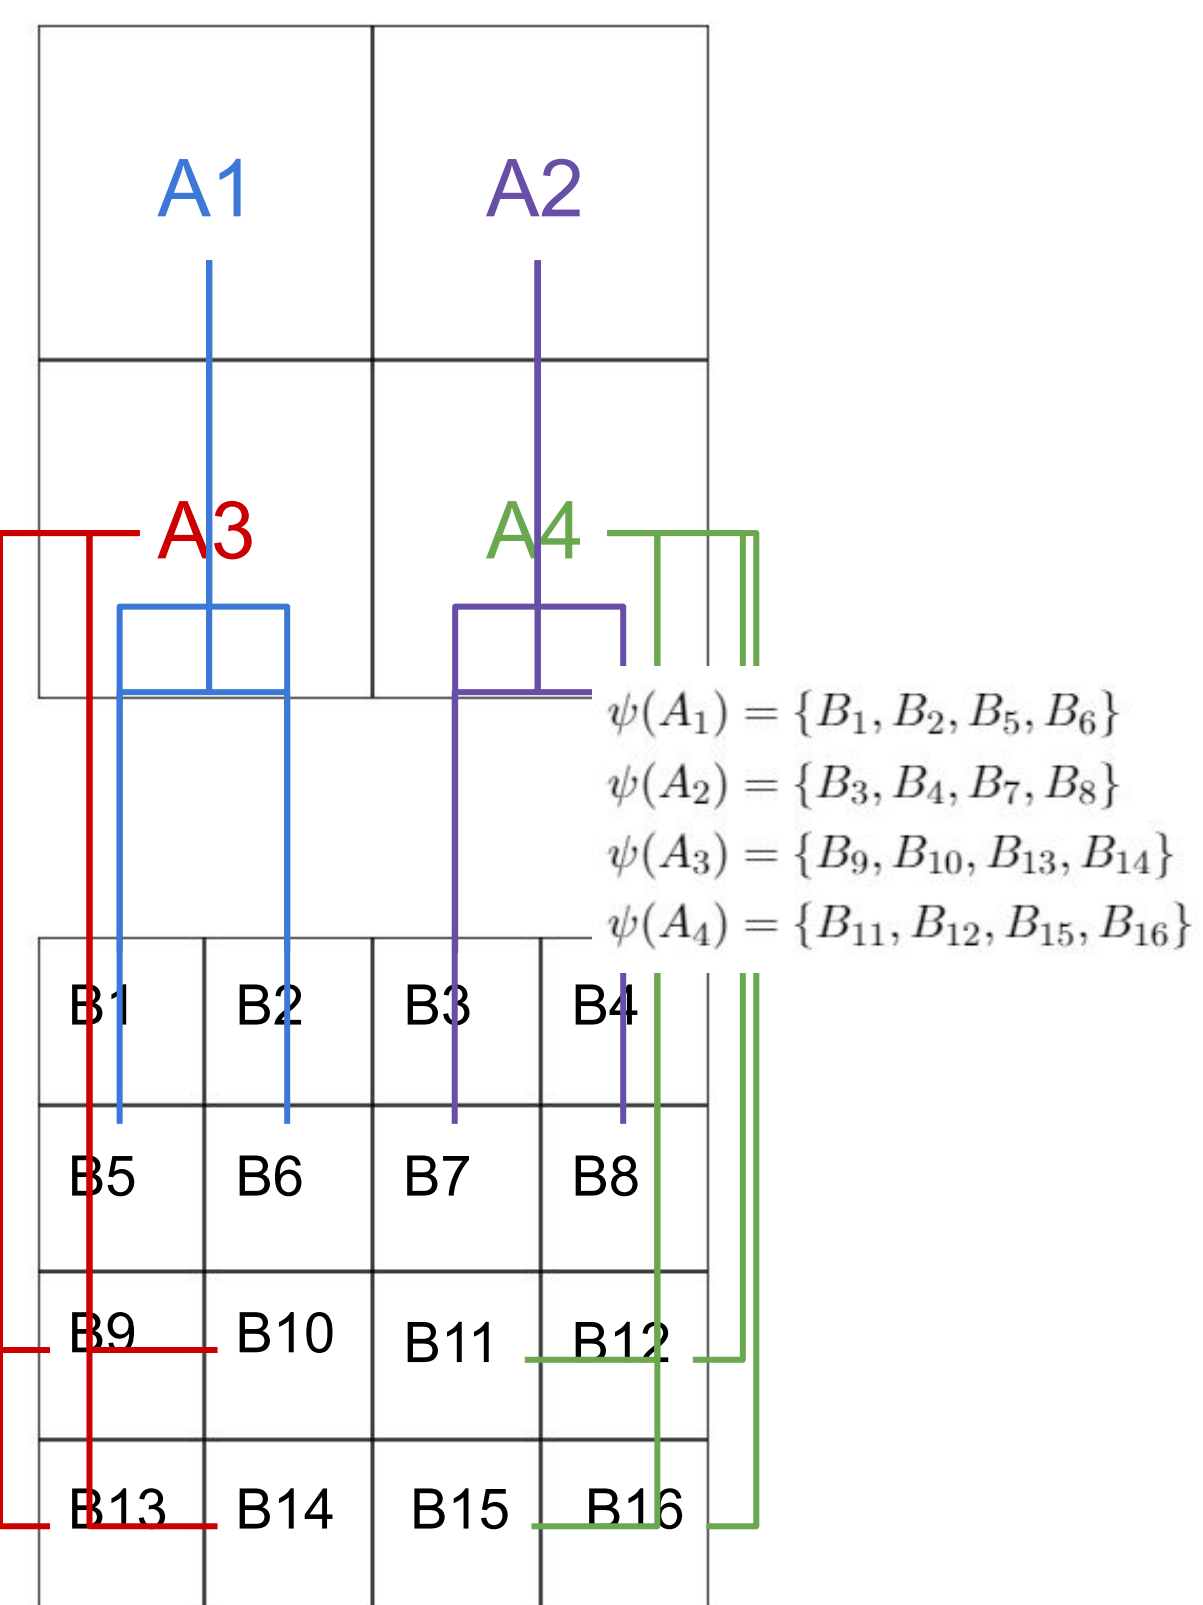 A1 A2
A3 A4
ψ(A₁) = {B₁, B₂, B₅, B₆}
ψ(A₂) = {B₃, B₄, B₇, B₈}
ψ(A₃) = {B₉, B₁₀, B₁₃, B₁₄}
ψ(A₄) = {B₁₁, B₁₂, B₁₅, B₁₆}
B1 B2 B3 B4
B5 B6 B7 B8
B9 B10 B11 B12
B13 B14 B15 B16